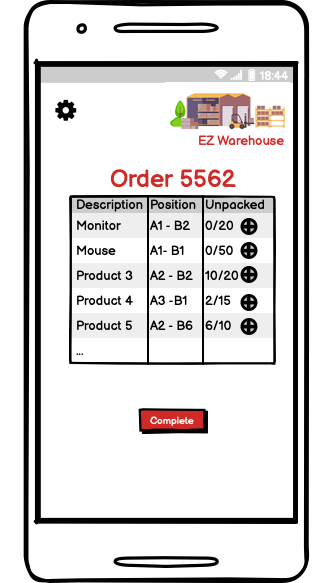 18:44
EZ Warehouse
Order 5562
Description Position Unpacked
Monitor A1 - B2 0/20
Mouse A1- B1 0/50
Product 3 A2 - B2 10/20
Product 4 A3 -B1 2/15
Product 5 A2 - B6 6/10
...
Complete